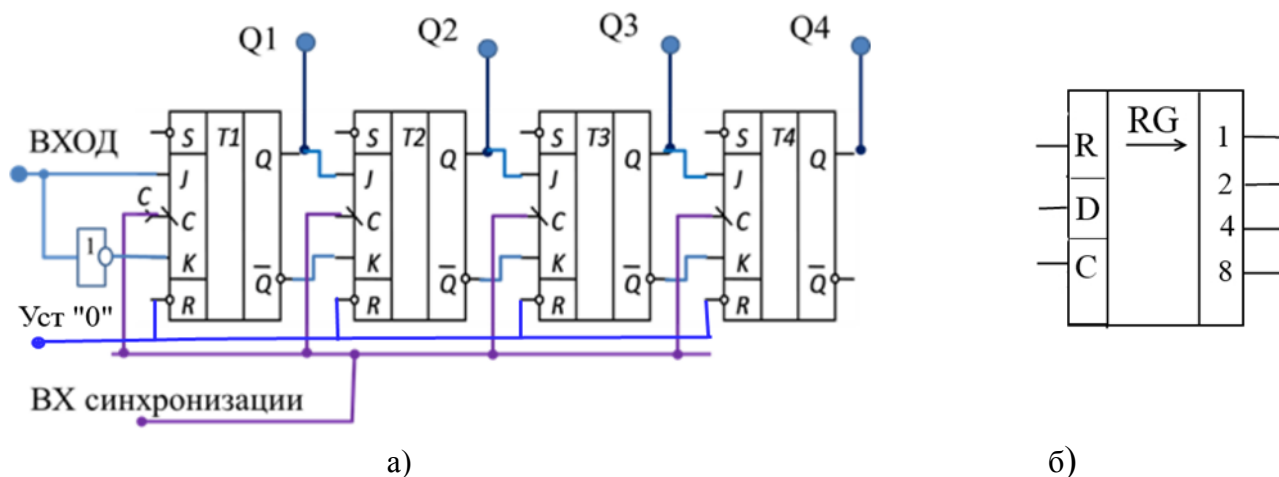 Q1 Q2 Q3 Q4
ВХОД
S T1 Q
J
C C
K Q
R
1
S T2 Q
J
C
K Q
R
S T3 Q
J
C
K Q
R
S T4 Q
J
C
K Q
R
Уст "0"
ВХ синхронизации
а)
RG
R 1
D 2
C 4
8
б)